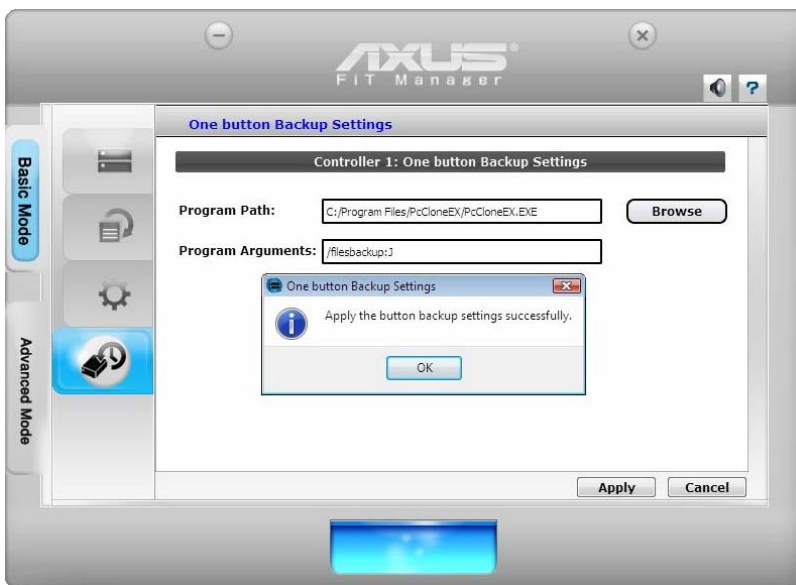 AXUS
FiT Manager
?
One button Backup Settings
Basic Mode
Advanced Mode
Controller 1: One button Backup Settings
Program Path:
C:/Program Files/PcCloneEX/PcCloneEX.EXE
Browse
Program Arguments:
/filesbackup:J
One button Backup Settings
Apply the button backup settings successfully.
OK
Apply
Cancel